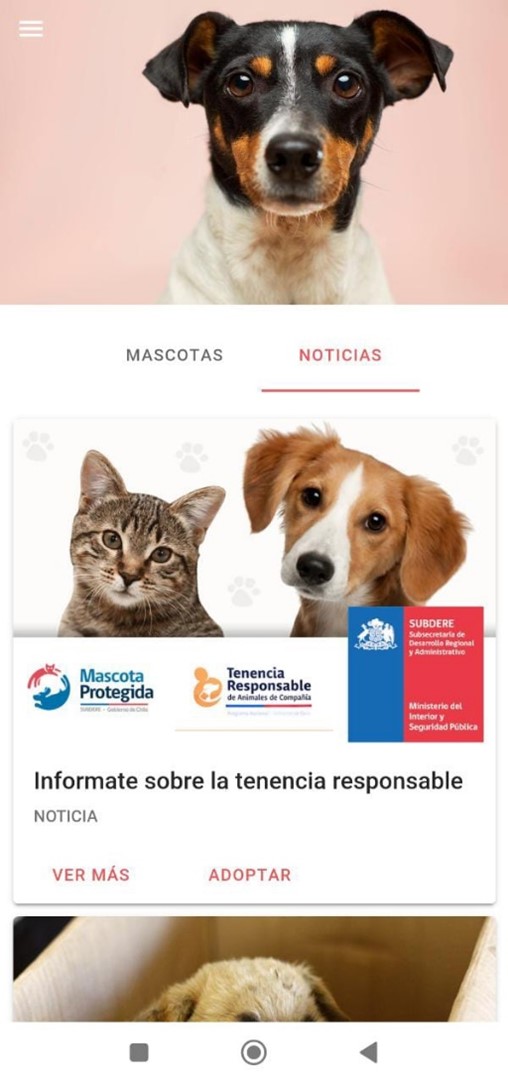 MASCOTAS
NOTICIAS
Mascota
Protegida
SUBDERE - Gobierno de Chile
Tenencia
Responsable
de Animales de Compañía
SUBDERE
Subsecretaría de
Desarrollo Regional
y Administrativo
Ministerio del
Interior y
Seguridad Pública
Informate sobre la tenencia responsable
NOTICIA
VER MÁS
ADOPTAR